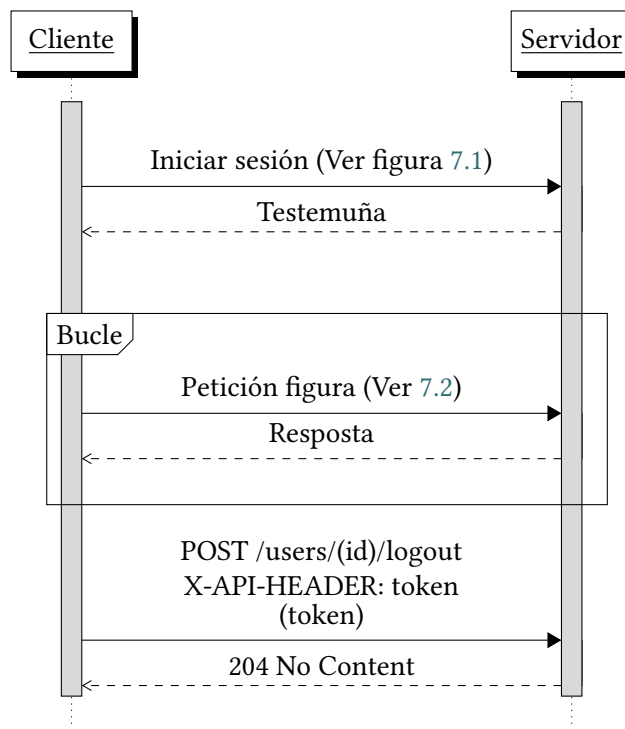 Cliente
Servidor
Iniciar sesión (Ver figura 7.1)
Testemuña
Bucle
Petición figura (Ver 7.2)
Resposta
POST /users/(id)/logout
X-API-HEADER: token
(token)
204 No Content